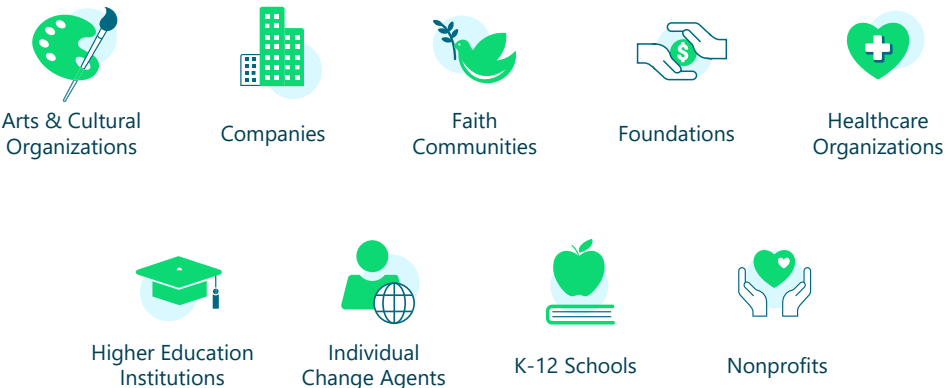 Arts & Cultural
Organizations
Companies
Faith
Communities
$
Foundations
Healthcare
Organizations
Higher Education
Institutions
Individual
Change Agents
K-12 Schools
Nonprofits